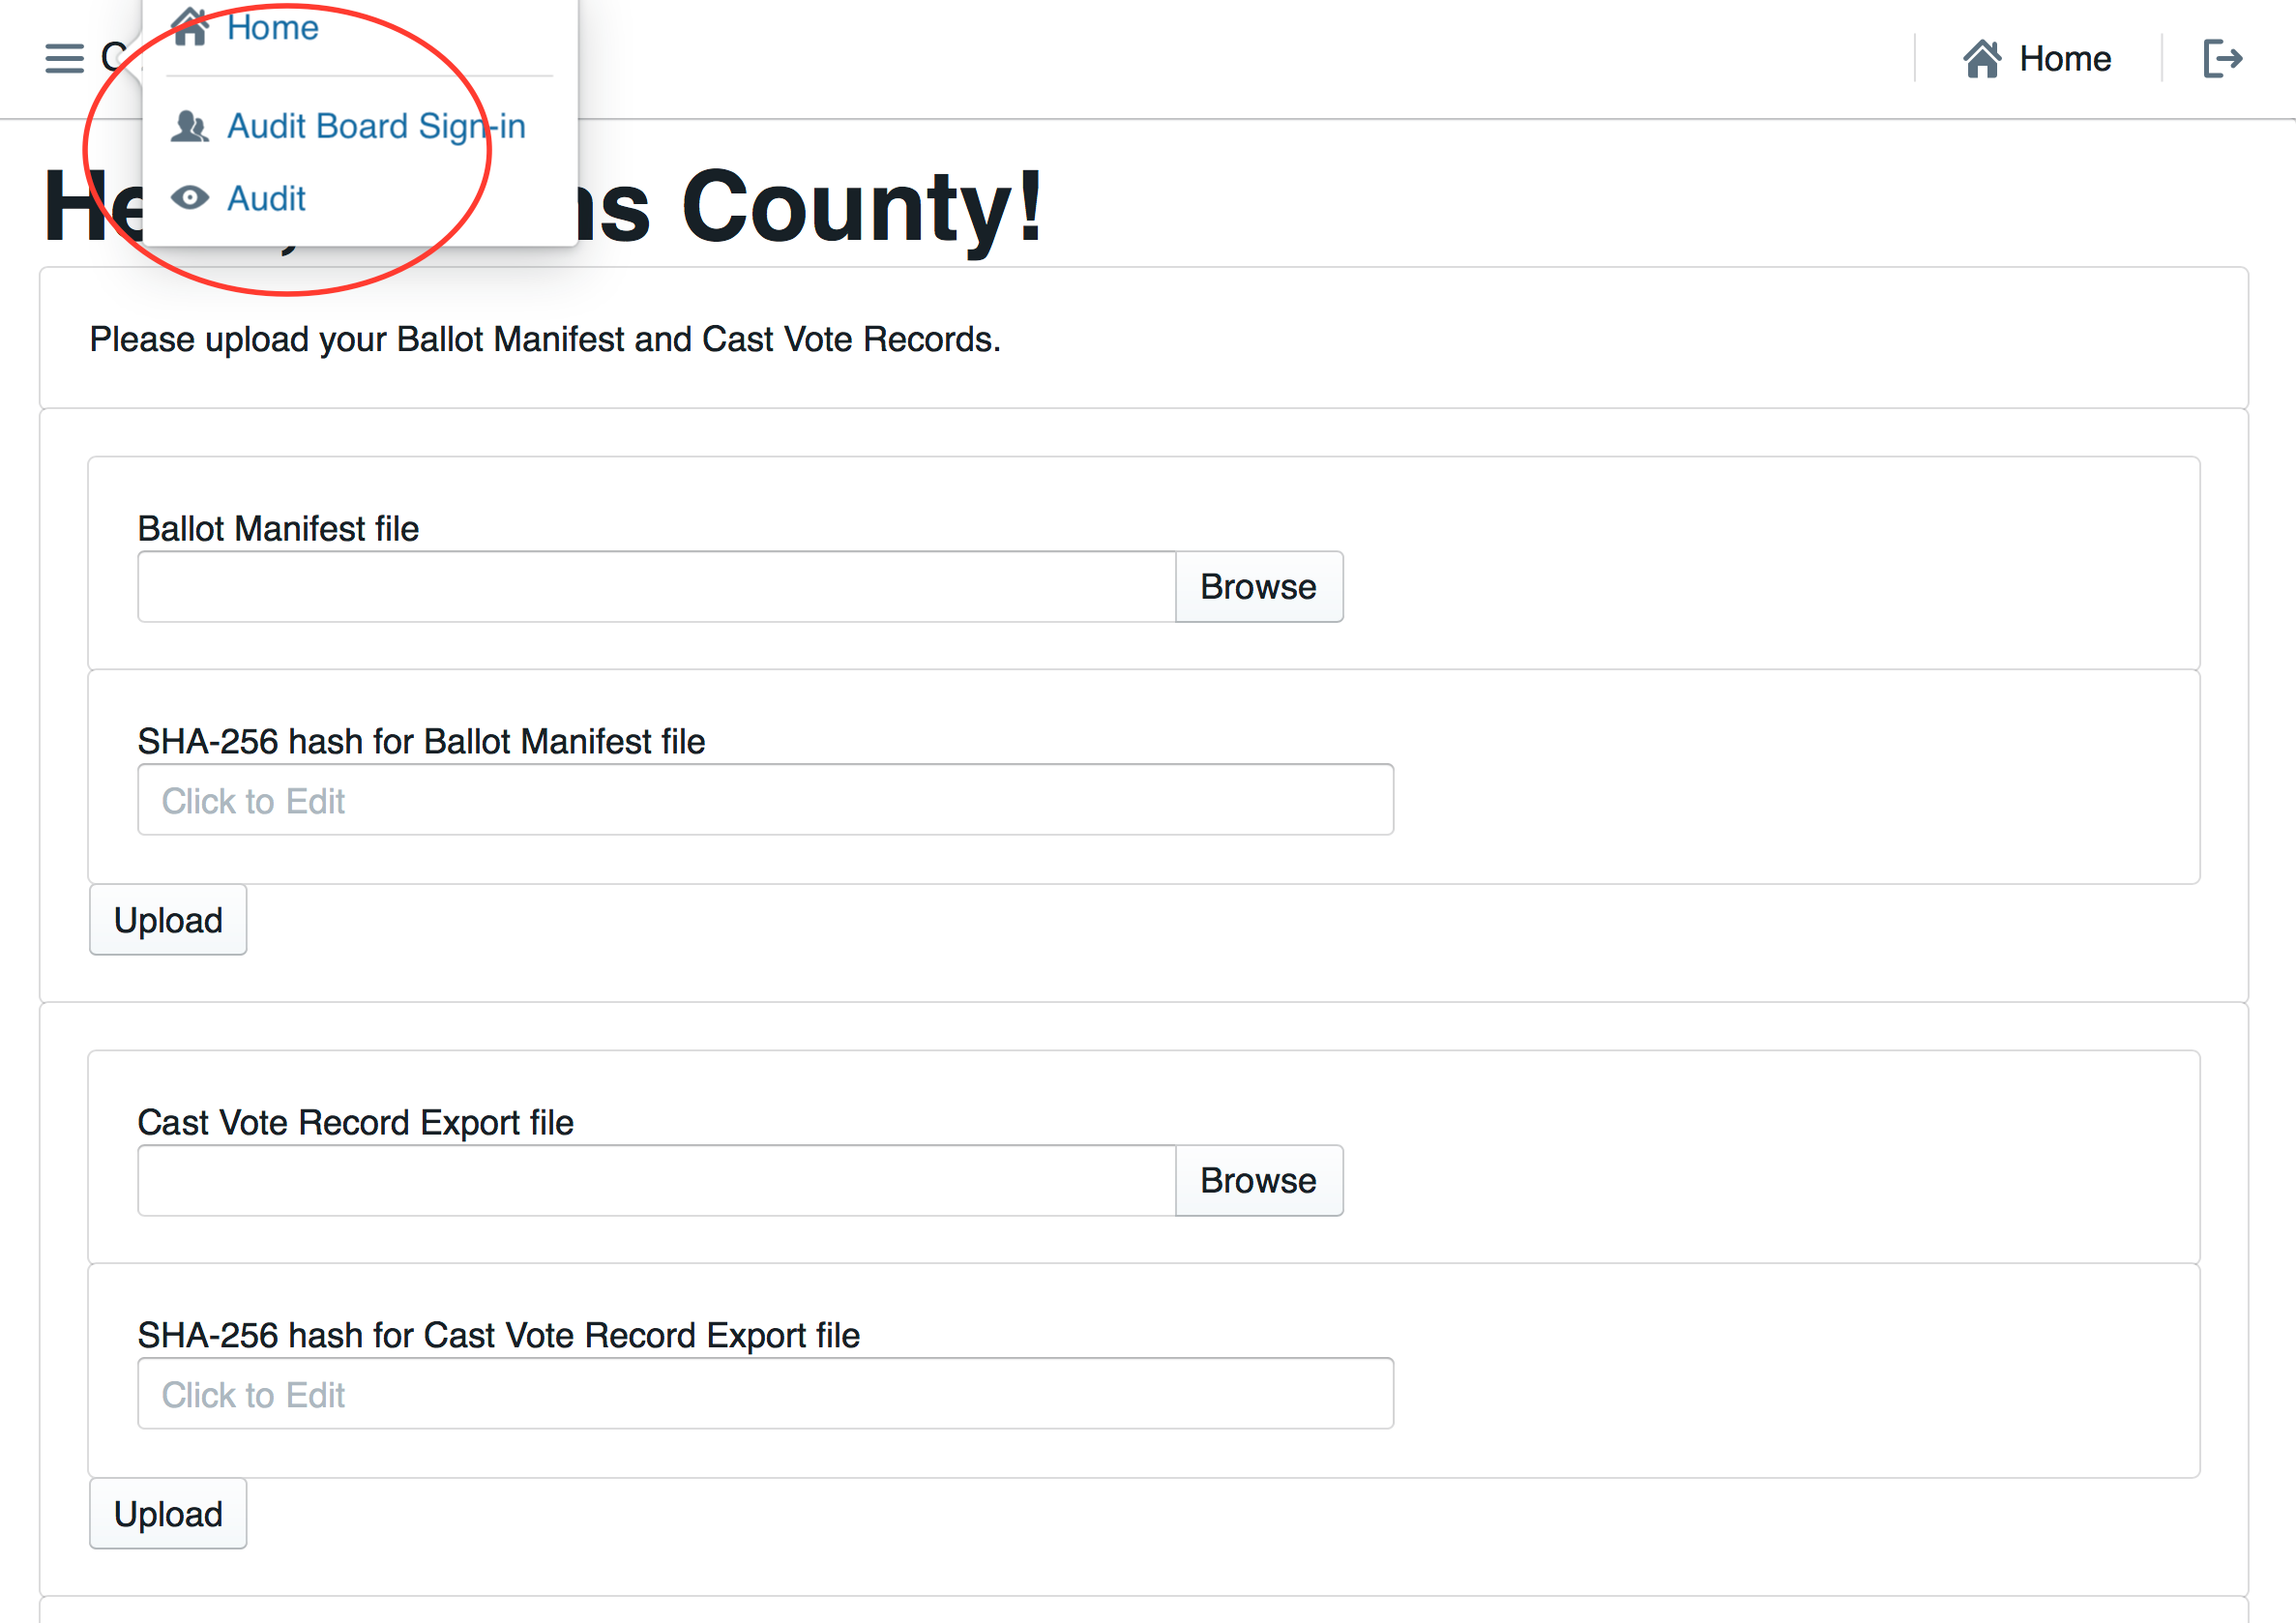 Home
C
Home
Audit Board Sign-in
Audit
County!
Please upload your Ballot Manifest and Cast Vote Records.
Ballot Manifest file
Browse
SHA-256 hash for Ballot Manifest file
Click to Edit
Upload
Cast Vote Record Export file
Browse
SHA-256 hash for Cast Vote Record Export file
Click to Edit
Upload